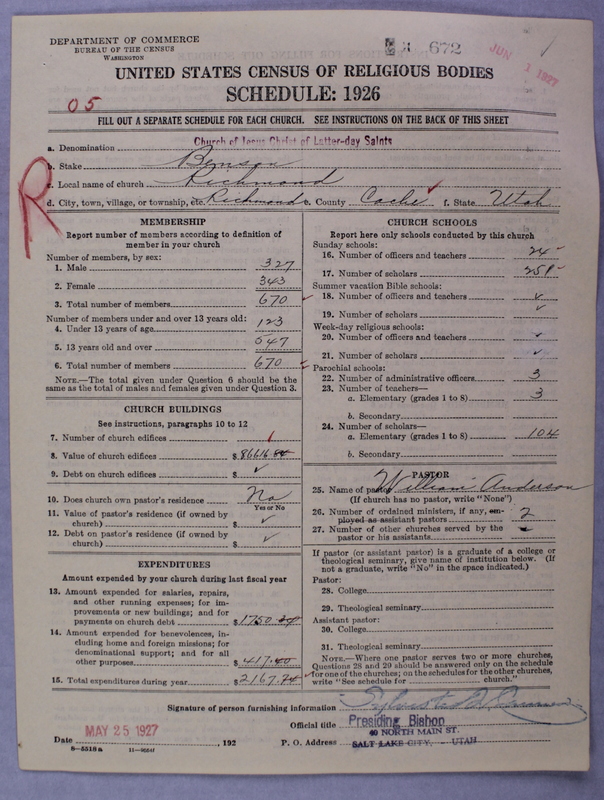 DEPARTMENT OF COMMERCE
BUREAU OF THE CENSUS
WASHINGTON
672
JUN 1 1927
UNITED STATES CENSUS OF RELIGIOUS BODIES
SCHEDULE: 1926
05
FILL OUT A SEPARATE SCHEDULE FOR EACH CHURCH. SEE INSTRUCTIONS ON THE BACK OF THIS SHEET
R
a. Denomination Church of Jesus Christ of Latter-day Saints
b. Stake Benson
c. Local name of church Richmond
d. City, town, village, or township, etc. Richmond e. County Cache f. State Utah
MEMBERSHIP
Report number of members according to definition of
member in your church
Number of members, by sex:
1. Male 327
2. Female 343
3. Total number of members 670
Number of members under and over 13 years old:
4. Under 13 years of age 123
5. 13 years old and over 547
6. Total number of members 670
NOTE.—The total given under Question 6 should be
same as the total of males and females given under Question 3.
CHURCH BUILDINGS
See instructions, paragraphs 10 to 12
7. Number of church edifices 1
8. Value of church edifices $
9. Debt on church edifices $ ✓
10. Does church own pastor's residence No
Yes or No
11. Value of pastor's residence (if owned by
church) $ ✓
12. Debt on pastor's residence (if owned by
church) $ ✓
EXPENDITURES
Amount expended by your church during last fiscal year
13. Amount expended for salaries, repairs,
and other running expenses; for im-
provements or new buildings; and for
payments on church debt $ 1750.34
14. Amount expended for benevolences, in-
cluding home and foreign missions; for
denominational support; and for all
other purposes $ 417.40
15. Total expenditures during year $ 2167.74
CHURCH SCHOOLS
Report here only schools conducted by this church
Sunday schools:
16. Number of officers and teachers 24
17. Number of scholars 251
Summer vacation Bible schools:
18. Number of officers and teachers ✓
19. Number of scholars ✓
Week-day religious schools:
20. Number of officers and teachers ✓
21. Number of scholars ✓
Parochial schools:
22. Number of administrative officers 3
23. Number of teachers—
a. Elementary (grades 1 to 8) 3
b. Secondary
24. Number of scholars—
a. Elementary (grades 1 to 8) 104
b. Secondary
PASTOR
25. Name of pastor William Anderson
(If church has no pastor, write "None")
26. Number of ordained ministers, if any, em-
ployed as assistant pastors 2
27. Number of other churches served by the
pastor or his assistants
If pastor (or assistant pastor) is a graduate of a college or
theological seminary, give name of institution below. (If
not a graduate, write "No" in the space indicated.)
Pastor:
28. College
29. Theological seminary
Assistant pastor:
30. College
31. Theological seminary
NOTE.—Where one pastor serves two or more churches,
Questions 28 and 29 should be answered only on the schedule
for one of the churches; on the schedules for the other churches,
write "See schedule for church."
Signature of person furnishing information Sylvester Q. Cannon
Official title Presiding Bishop
MAY 25 1927
40 NORTH MAIN ST.
Date , 192 P. O. Address SALT LAKE CITY, - UTAH
8-5518a